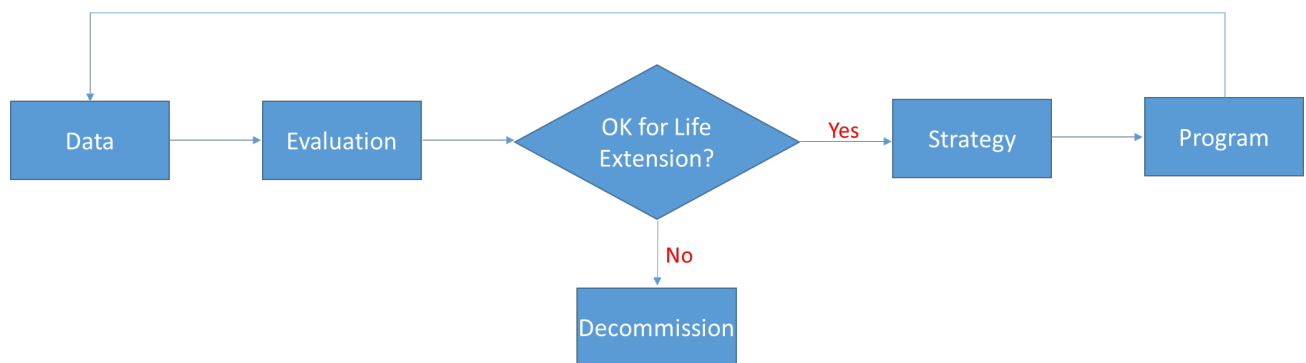 Data
Evaluation
OK for Life
Extension?
Yes
Strategy
Program
No
Decommission